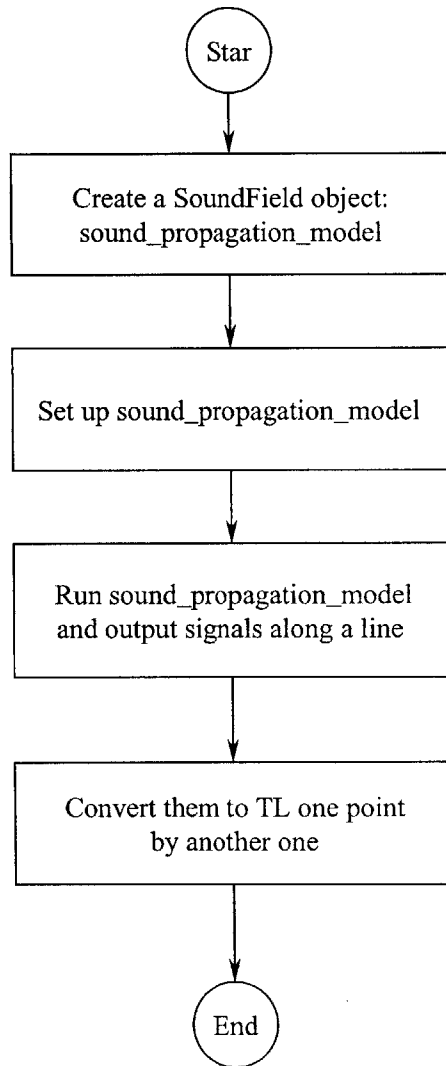 Star
Create a SoundField object:
sound_propagation_model
Set up sound_propagation_model
Run sound_propagation_model
and output signals along a line
Convert them to TL one point
by another one
End